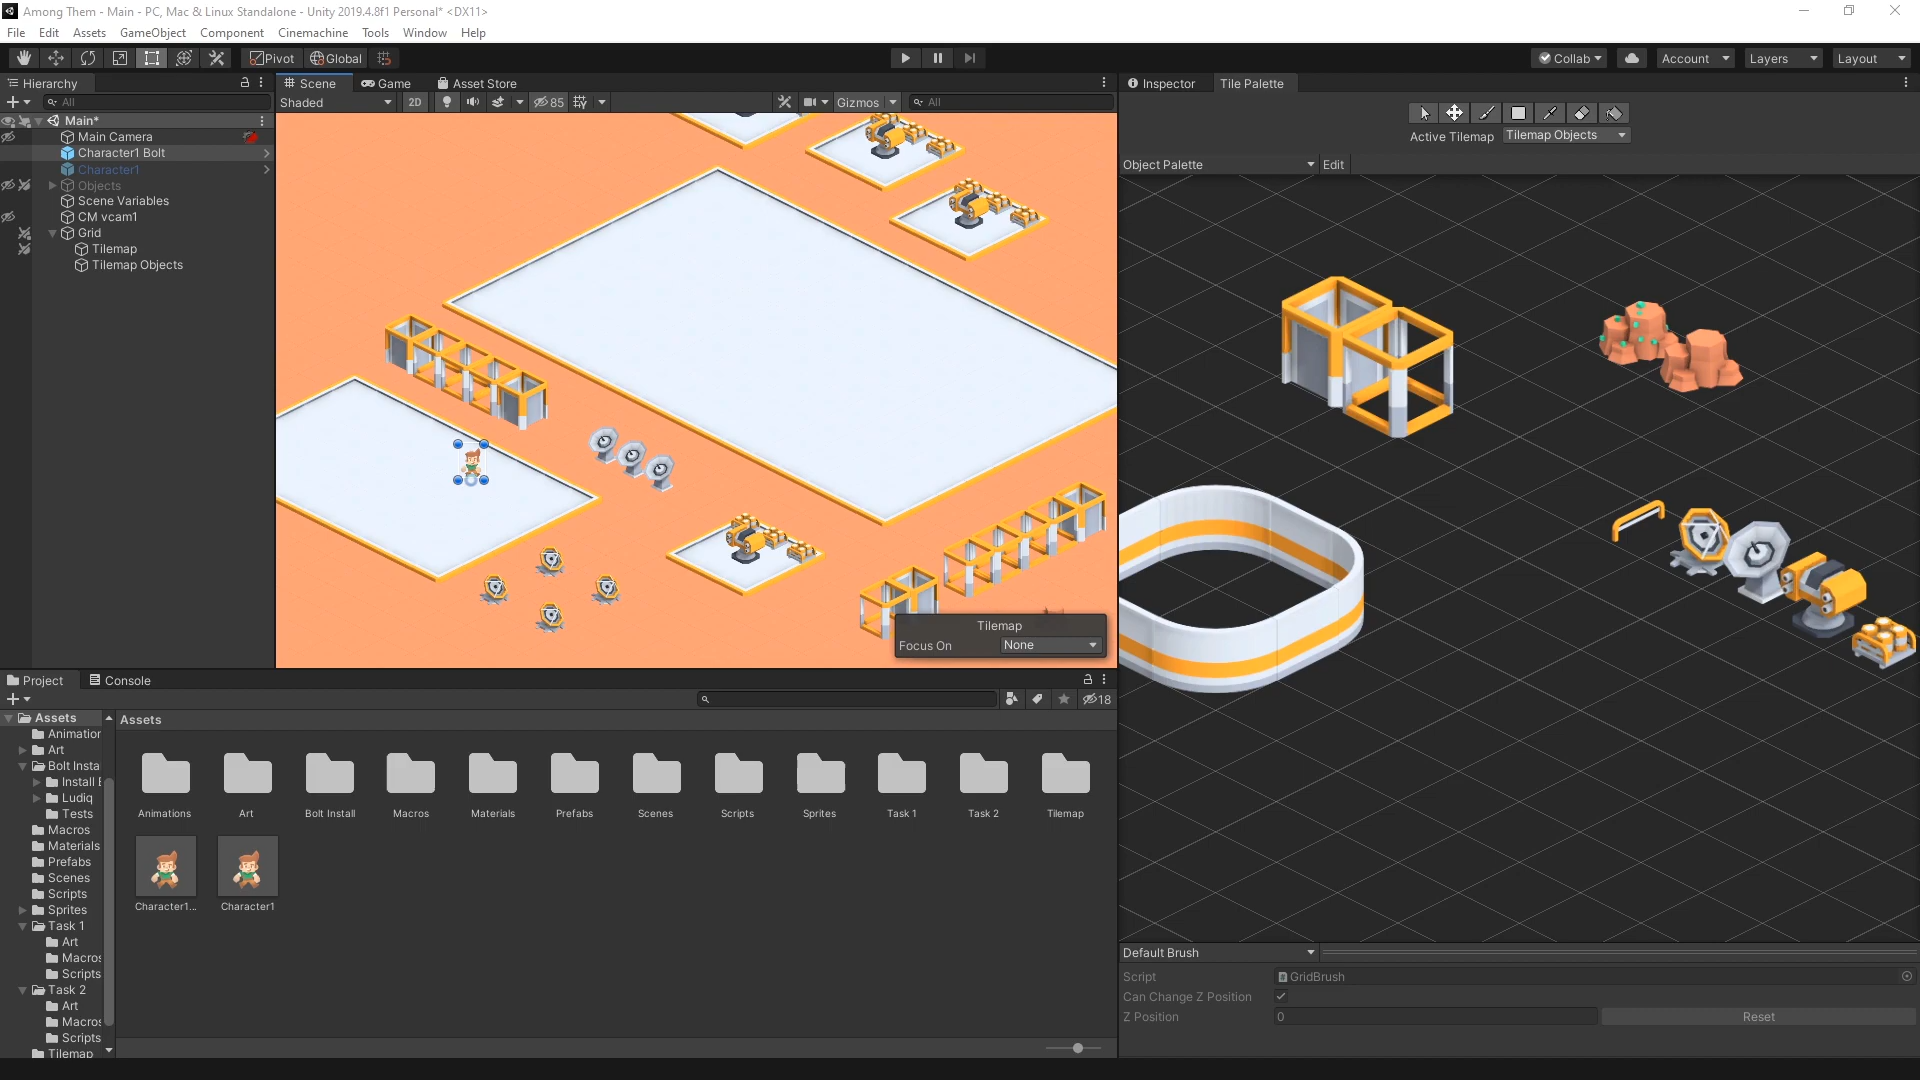 Among Them - Main - PC, Mac & Linux Standalone - Unity 2019.4.8f1 Personal* <DX11>
File Edit Assets GameObject Component Cinemachine Tools Window Help
Pivot Global Collab Account Layers Layout
Hierarchy
All
Main*
Main Camera
Character1 Bolt
Character1
Objects
Scene Variables
CM vcam1
Grid
Tilemap
Tilemap Objects
Scene Game Asset Store
Shaded 2D 85 Gizmos All
Tilemap
Focus On None
Inspector Tile Palette
Active Tilemap Tilemap Objects
Object Palette Edit
Default Brush
Script GridBrush
Can Change Z Position
Z Position 0 Reset
Project Console
18
Assets
Animation
Art
Bolt Insta
Install E
Ludiq
Tests
Macros
Materials
Prefabs
Scenes
Scripts
Sprites
Task 1
Art
Macros
Scripts
Task 2
Art
Macros
Scripts
Tilemap
Assets
Animations Art Bolt Install Macros Materials Prefabs Scenes Scripts Sprites Task 1 Task 2 Tilemap
Character1... Character1